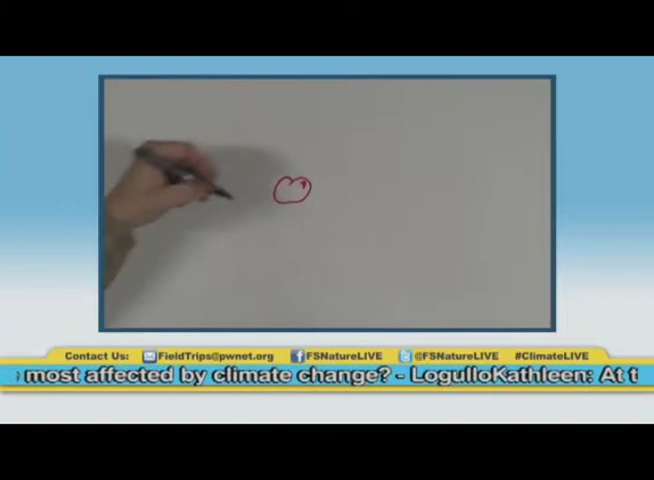 Contact Us: FieldTrips@pwnet.org FSNatureLIVE @FSNatureLIVE #ClimateLIVE
most affected by climate change? - LogulloKathleen: At t